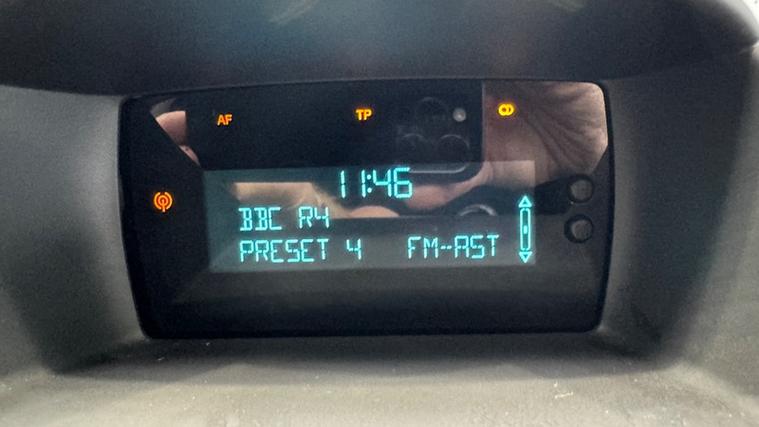 AF TP
11:46
BBC R4
PRESET 4 FM-AST